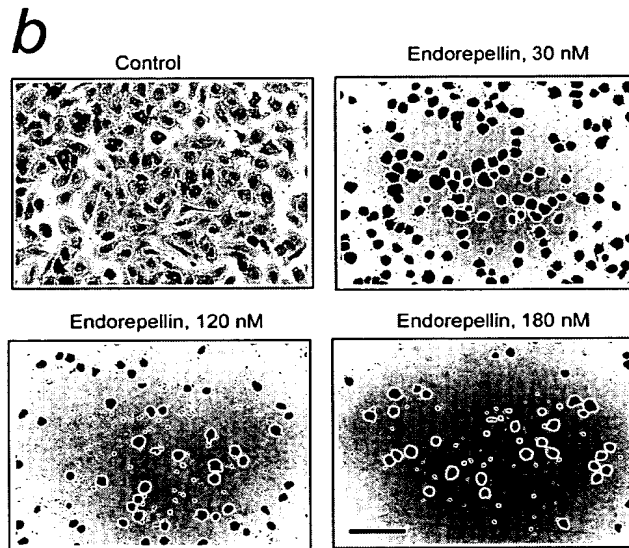 b
Control
Endorepellin, 30 nM
Endorepellin, 120 nM
Endorepellin, 180 nM